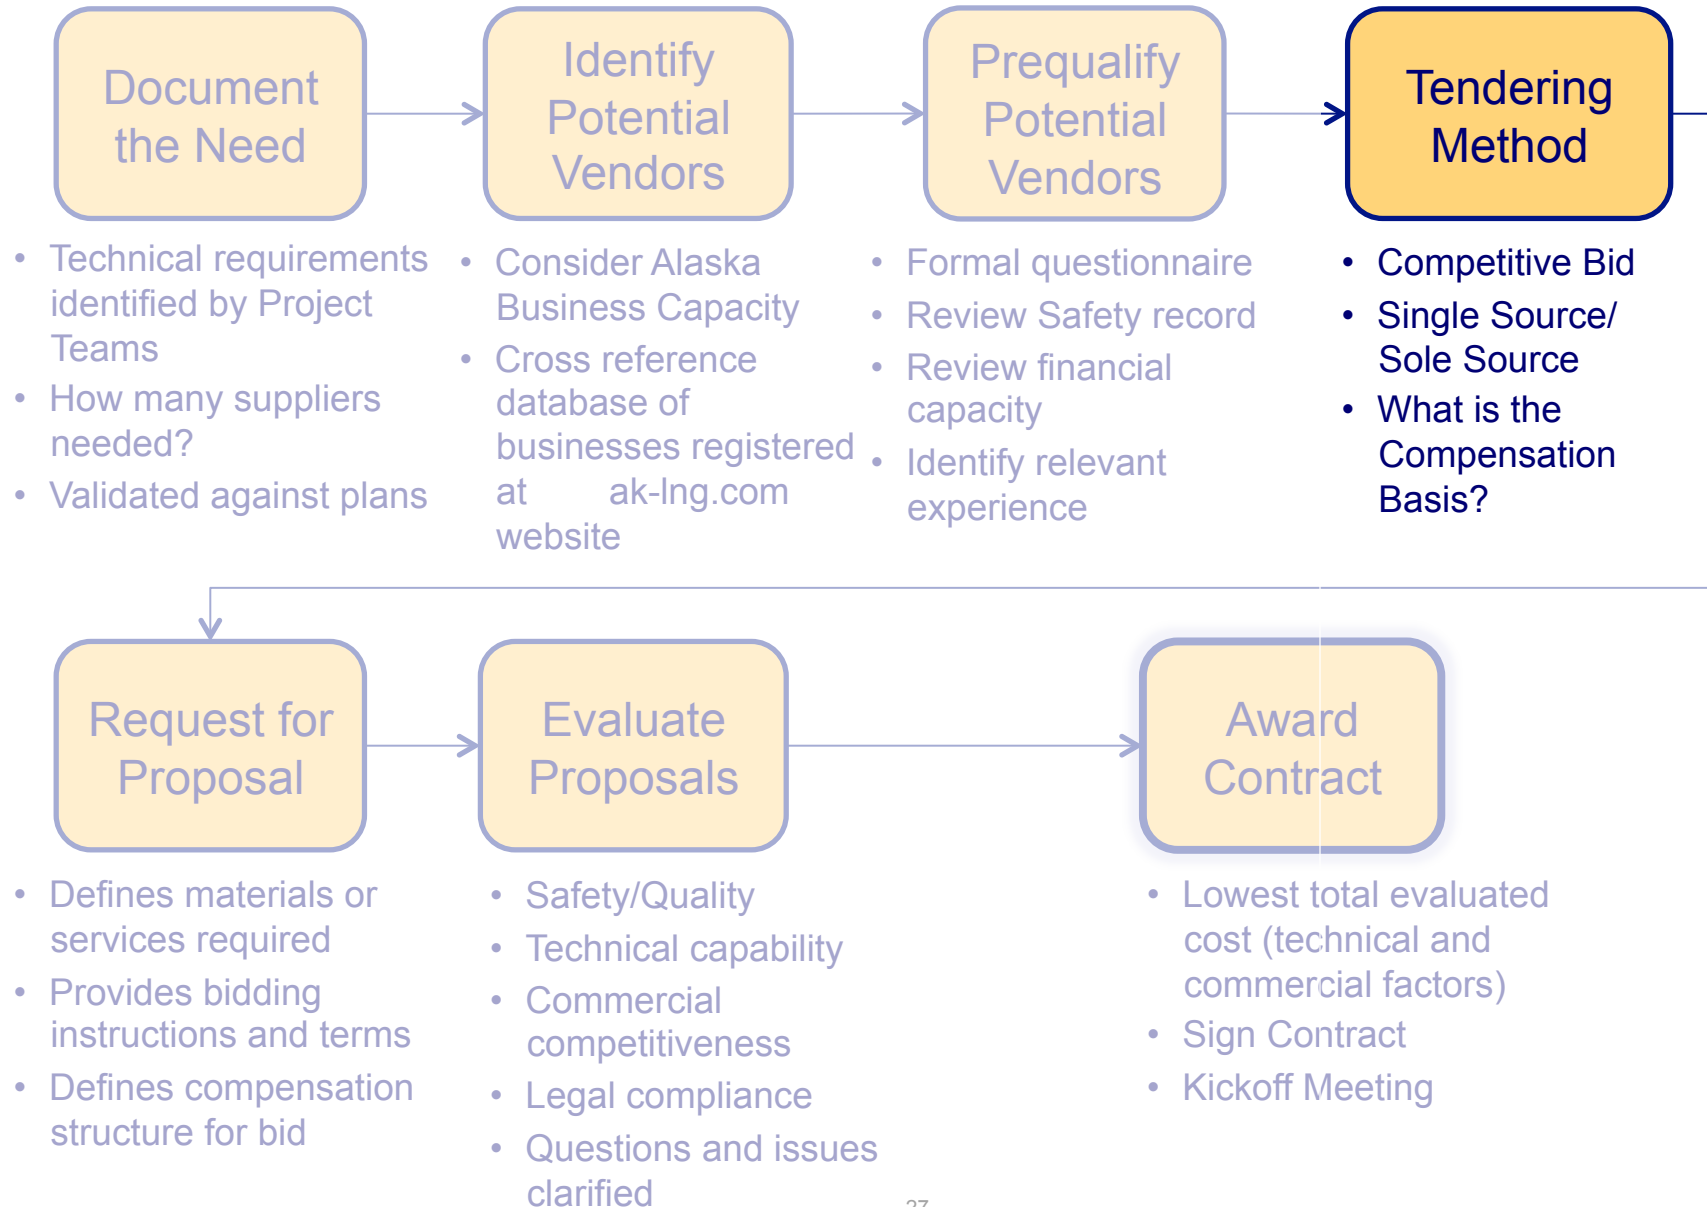 Document
the Need
Identify
Potential
Vendors
Prequalify
Potential
Vendors
Tendering
Method
• Technical requirements
identified by Project
Teams
• How many suppliers
needed?
• Validated against plans
• Consider Alaska
Business Capacity
• Cross reference
database of
businesses registered
at ak-lng.com
website
• Formal questionnaire
• Review Safety record
• Review financial
capacity
• Identify relevant
experience
• Competitive Bid
• Single Source/
Sole Source
• What is the
Compensation
Basis?
Request for
Proposal
Evaluate
Proposals
Award
Contract
• Defines materials or
services required
• Provides bidding
instructions and terms
• Defines compensation
structure for bid
• Safety/Quality
• Technical capability
• Commercial
competitiveness
• Legal compliance
• Questions and issues
clarified
• Lowest total evaluated
cost (technical and
commercial factors)
• Sign Contract
• Kickoff Meeting
27